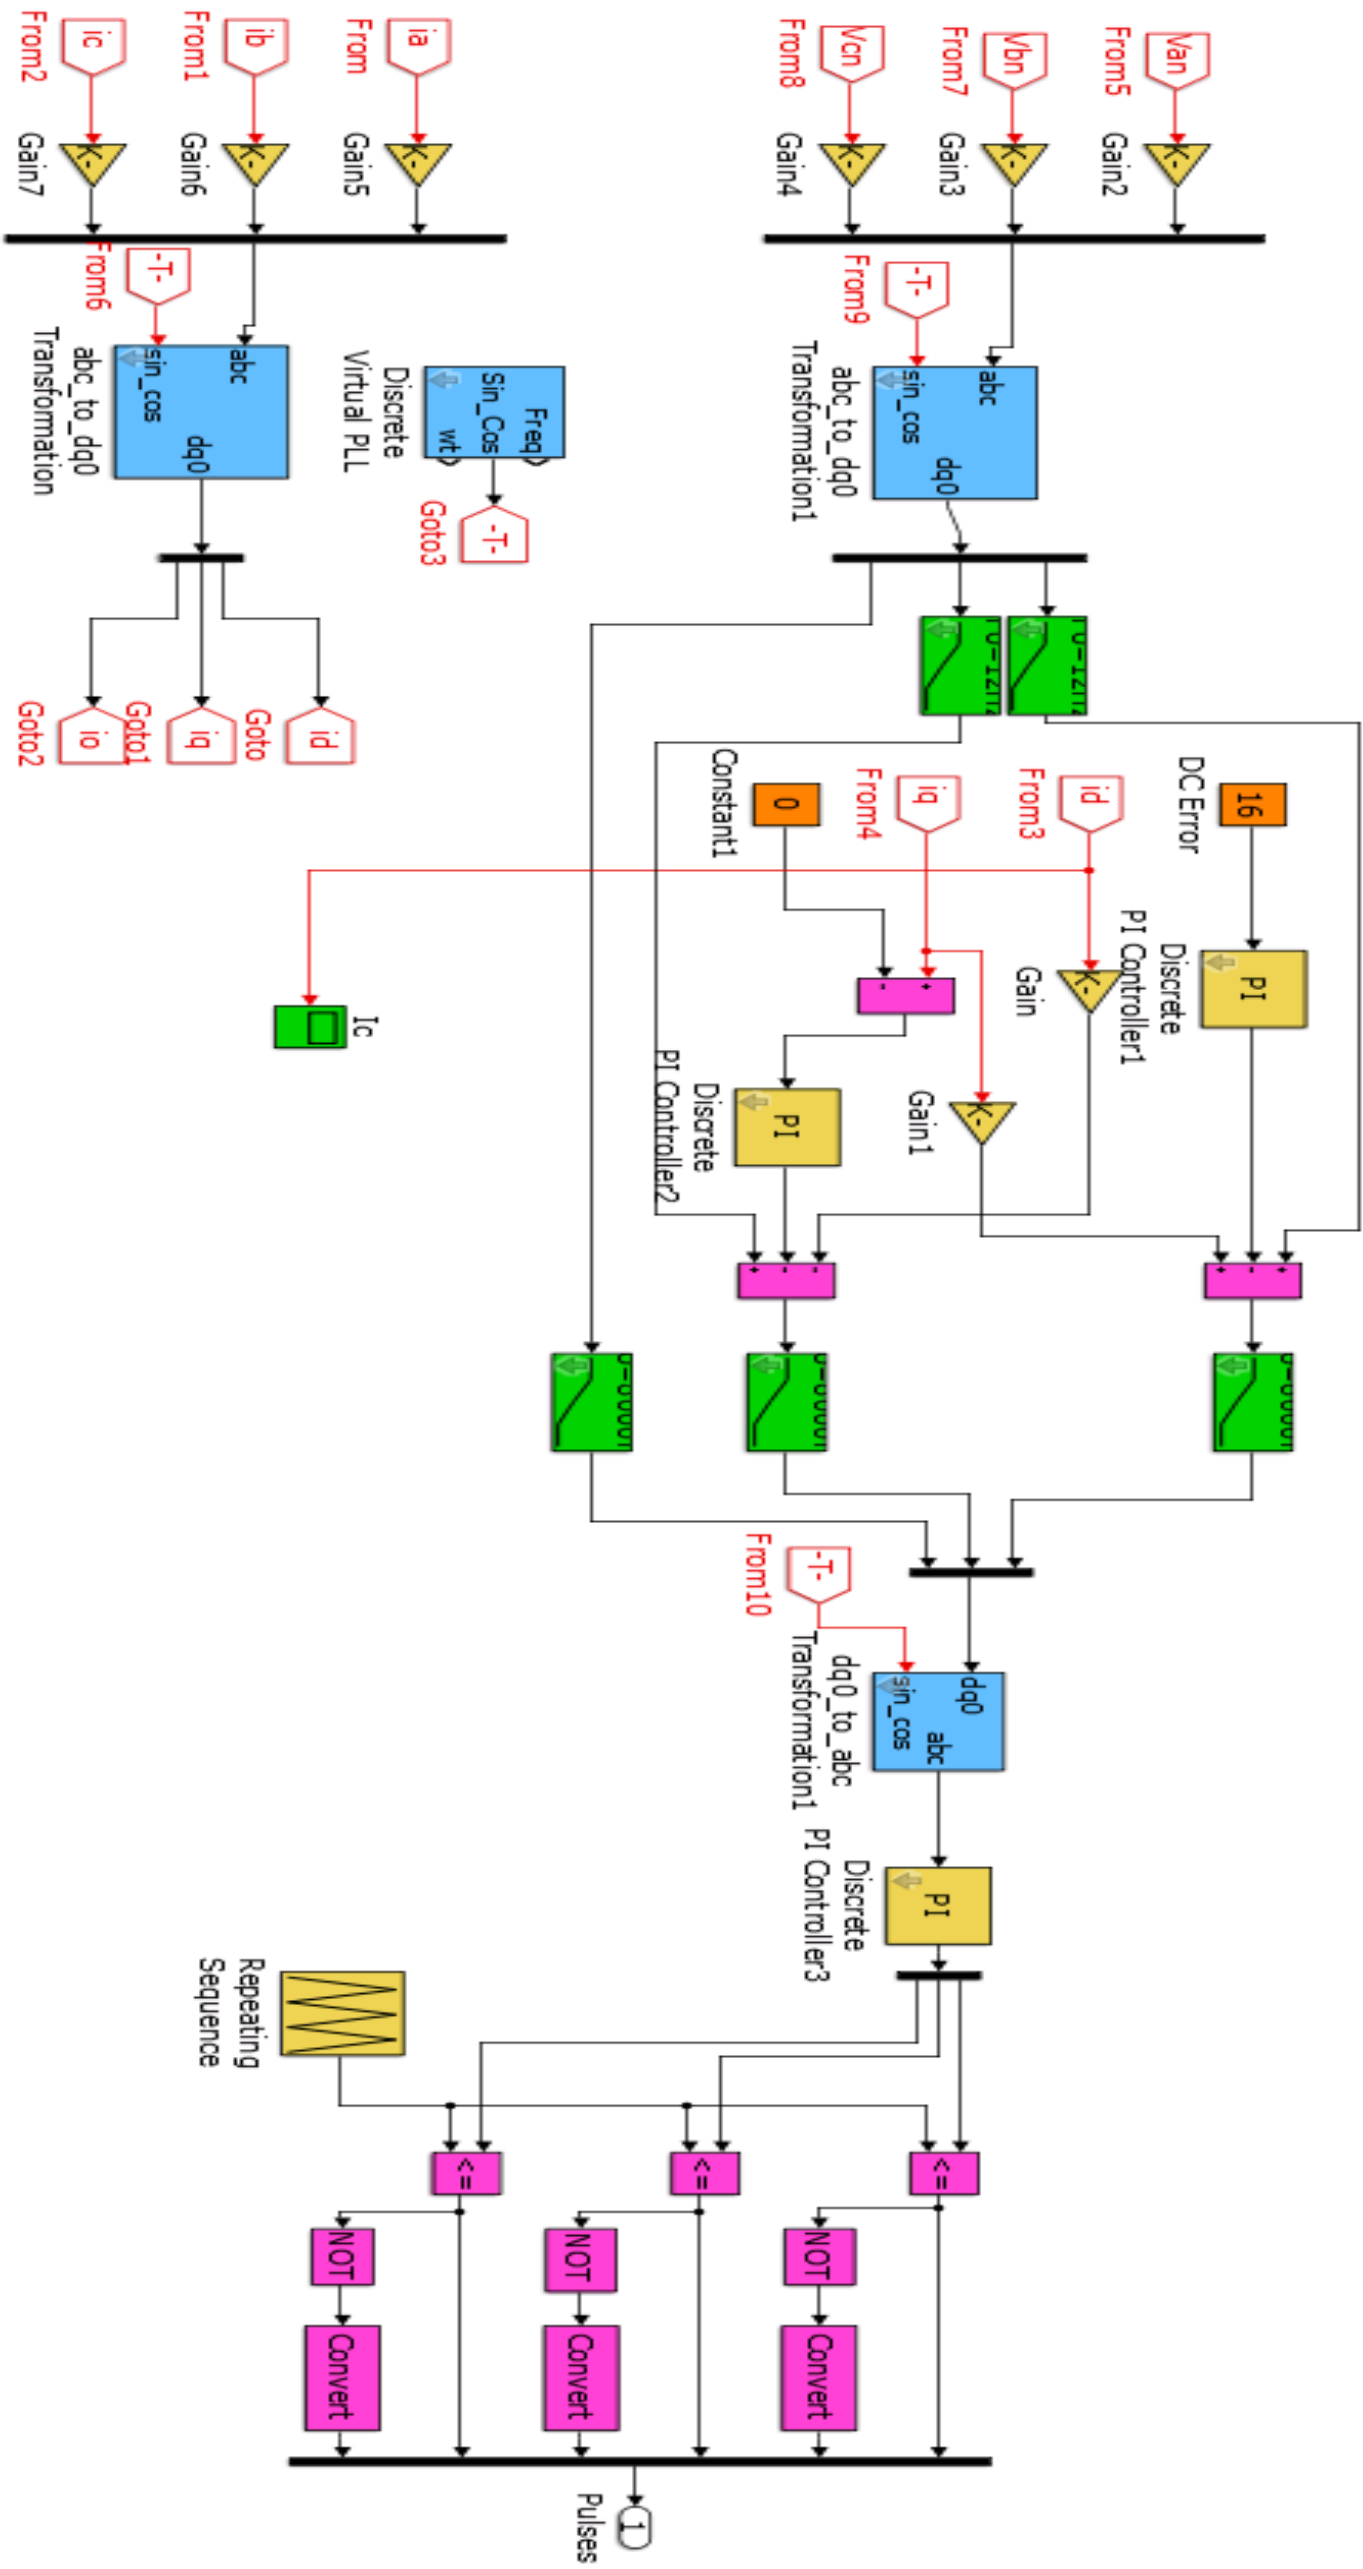 Van
From5
K-
Gain2
Vbn
From7
K-
Gain3
Vcn
From8
K-
Gain4
-T-
From9
abc
sin_cos
dq0
abc_to_dq0
Transformation1
ia
From
K-
Gain5
ib
From1
K-
Gain6
ic
From2
K-
Gain7
-T-
From6
abc
sin_cos
dq0
abc_to_dq0
Transformation
Freq
Sin_Cos
wt
Discrete
Virtual PLL
-T-
Goto3
id
Goto
iq
Goto1
io
Goto2
16
DC Error
PI
Discrete
PI Controller1
id
From3
K-
Gain
iq
From4
K-
Gain1
0
Constant1
+
-
PI
Discrete
PI Controller2
Ic
+
-
+
-
-
+
-T-
From10
dq0
sin_cos
abc
dq0_to_abc
Transformation1
PI
Discrete
PI Controller3
Repeating
Sequence
<=
NOT
Convert
<=
NOT
Convert
<=
NOT
Convert
1
Pulses